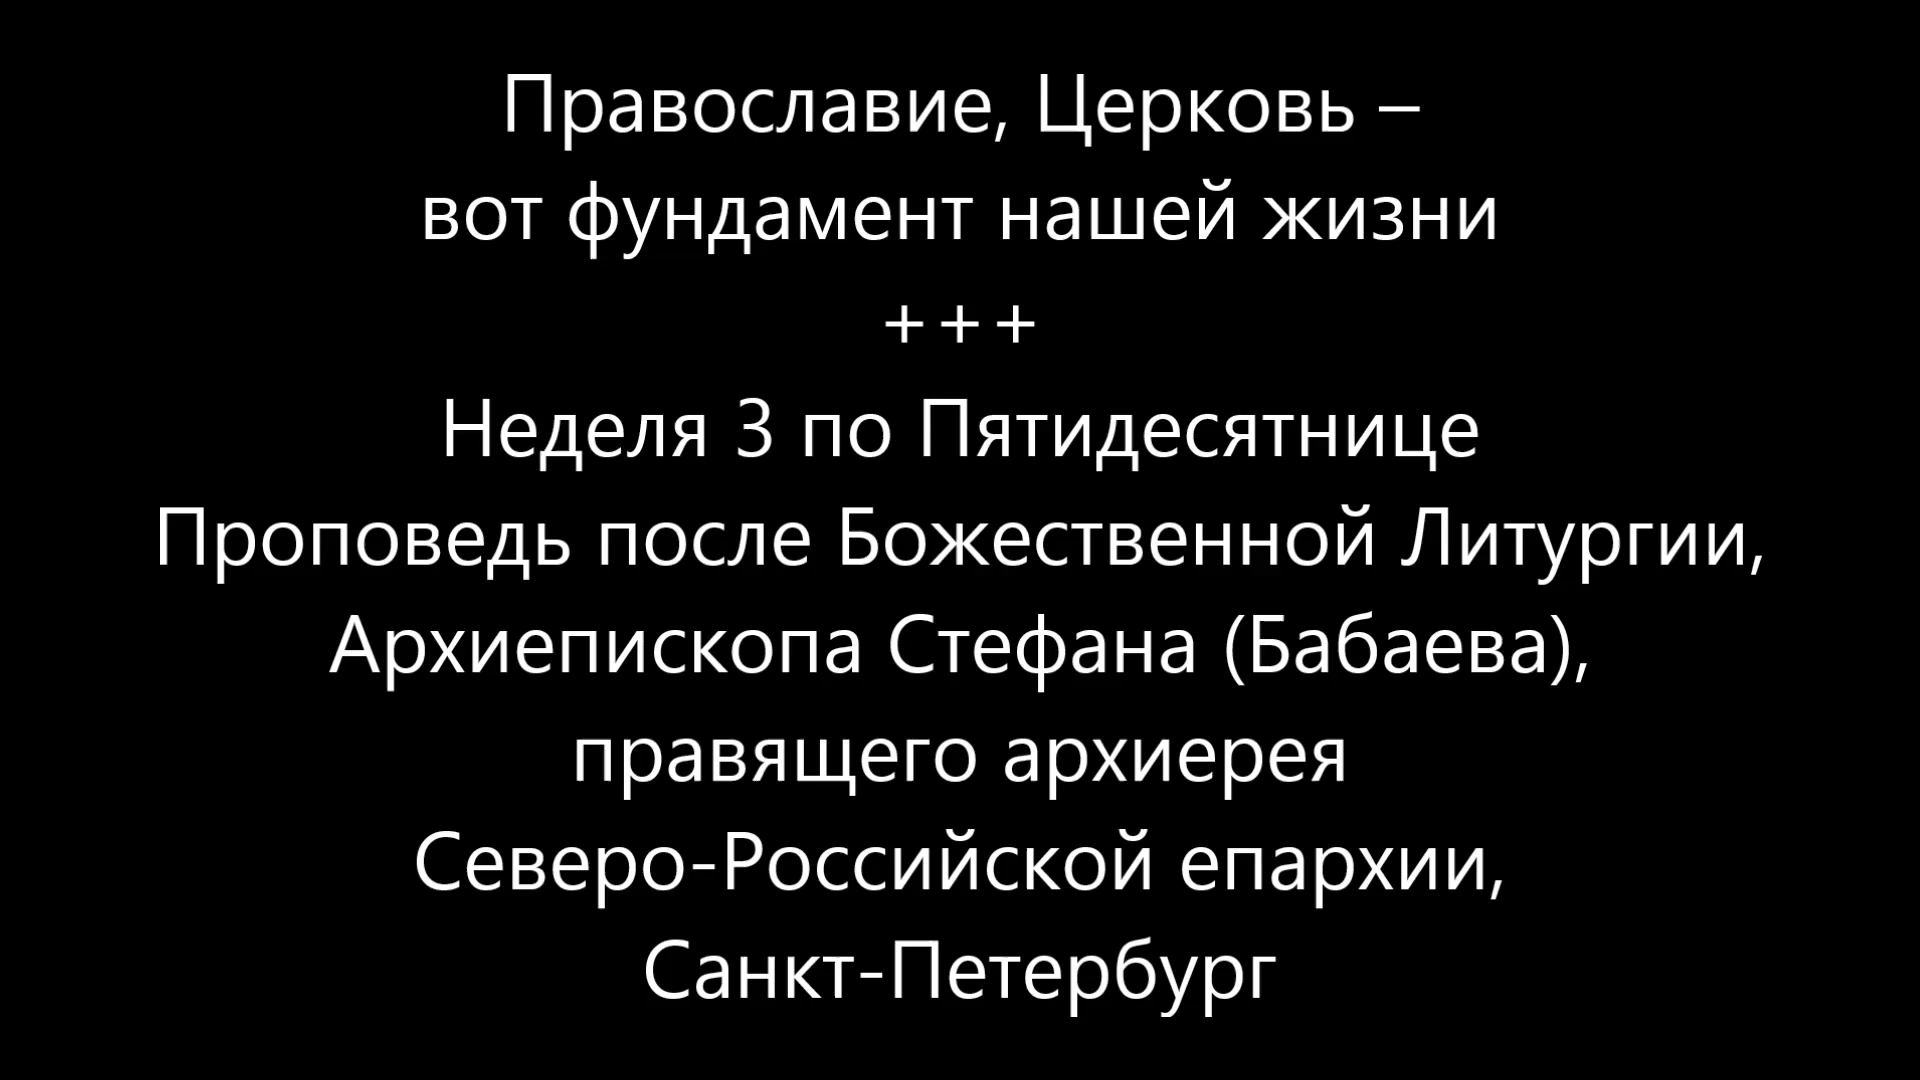 Православие, Церковь –
вот фундамент нашей жизни
+++
Неделя 3 по Пятидесятнице
Проповедь после Божественной Литургии,
Архиепископа Стефана (Бабаева),
правящего архиерея
Северо-Российской епархии,
Санкт-Петербург